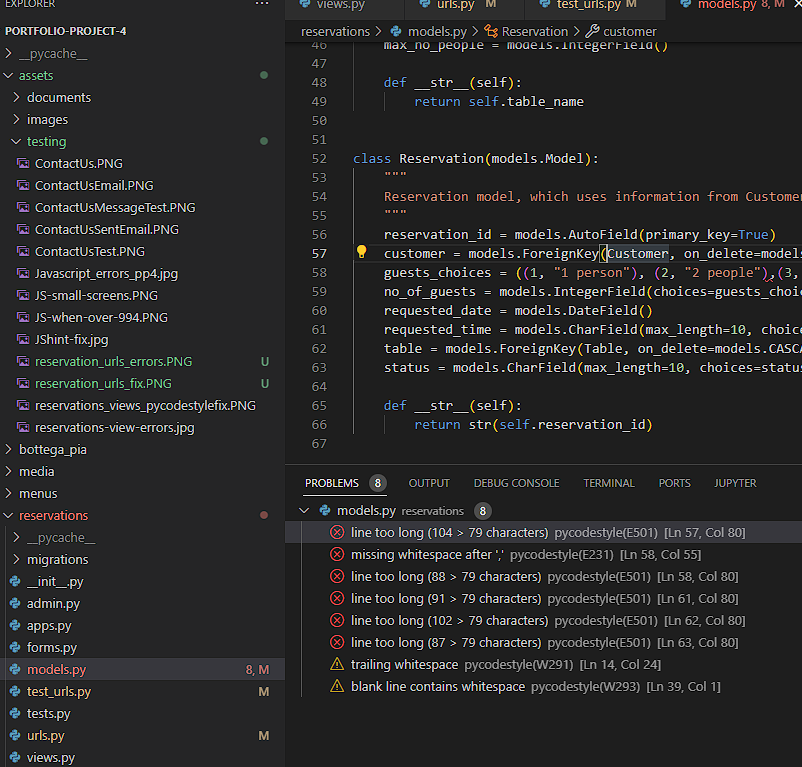 EXPLORER
...
PORTFOLIO-PROJECT-4
__pycache__
assets
documents
images
testing
ContactUs.PNG
ContactUsEmail.PNG
ContactUsMessageTest.PNG
ContactUsSentEmail.PNG
ContactUsTest.PNG
Javascript_errors_pp4.jpg
JS-small-screens.PNG
JS-when-over-994.PNG
JShint-fix.jpg
reservation_urls_errors.PNG U
reservation_urls_fix.PNG U
reservations_views_pycodestylefix.PNG
reservations-view-errors.jpg
bottega_pia
media
menus
reservations
__pycache__
migrations
__init__.py
admin.py
apps.py
forms.py
models.py 8, M
test_urls.py M
tests.py
urls.py M
views.py
views.py urls.py M test_urls.py M models.py 8, M
reservations > models.py > Reservation > customer
46 max_no_people = models.IntegerField()
47
48 def __str__(self):
49 return self.table_name
50
51
52 class Reservation(models.Model):
53 """
54 Reservation model, which uses information from Customer
55 """
56 reservation_id = models.AutoField(primary_key=True)
57 customer = models.ForeignKey(Customer, on_delete=models
58 guests_choices = ((1, "1 person"), (2, "2 people"),(3,
59 no_of_guests = models.IntegerField(choices=guests_choic
60 requested_date = models.DateField()
61 requested_time = models.CharField(max_length=10, choice
62 table = models.ForeignKey(Table, on_delete=models.CASCA
63 status = models.CharField(max_length=10, choices=status
64
65 def __str__(self):
66 return str(self.reservation_id)
67
PROBLEMS 8 OUTPUT DEBUG CONSOLE TERMINAL PORTS JUPYTER
models.py reservations 8
line too long (104 > 79 characters) pycodestyle(E501) [Ln 57, Col 80]
missing whitespace after ',' pycodestyle(E231) [Ln 58, Col 55]
line too long (88 > 79 characters) pycodestyle(E501) [Ln 58, Col 80]
line too long (91 > 79 characters) pycodestyle(E501) [Ln 61, Col 80]
line too long (102 > 79 characters) pycodestyle(E501) [Ln 62, Col 80]
line too long (87 > 79 characters) pycodestyle(E501) [Ln 63, Col 80]
trailing whitespace pycodestyle(W291) [Ln 14, Col 24]
blank line contains whitespace pycodestyle(W293) [Ln 39, Col 1]